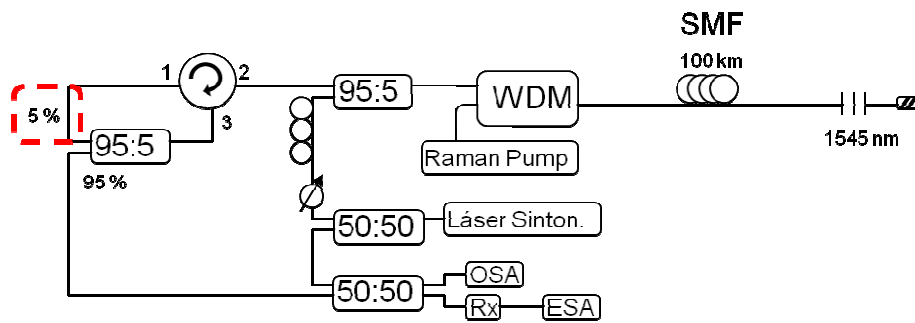 SMF
100 km
1
2
3
95:5
WDM
5 %
95:5
95 %
1545 nm
Raman Pump
50:50
Láser Sinton.
50:50
OSA
Rx
ESA